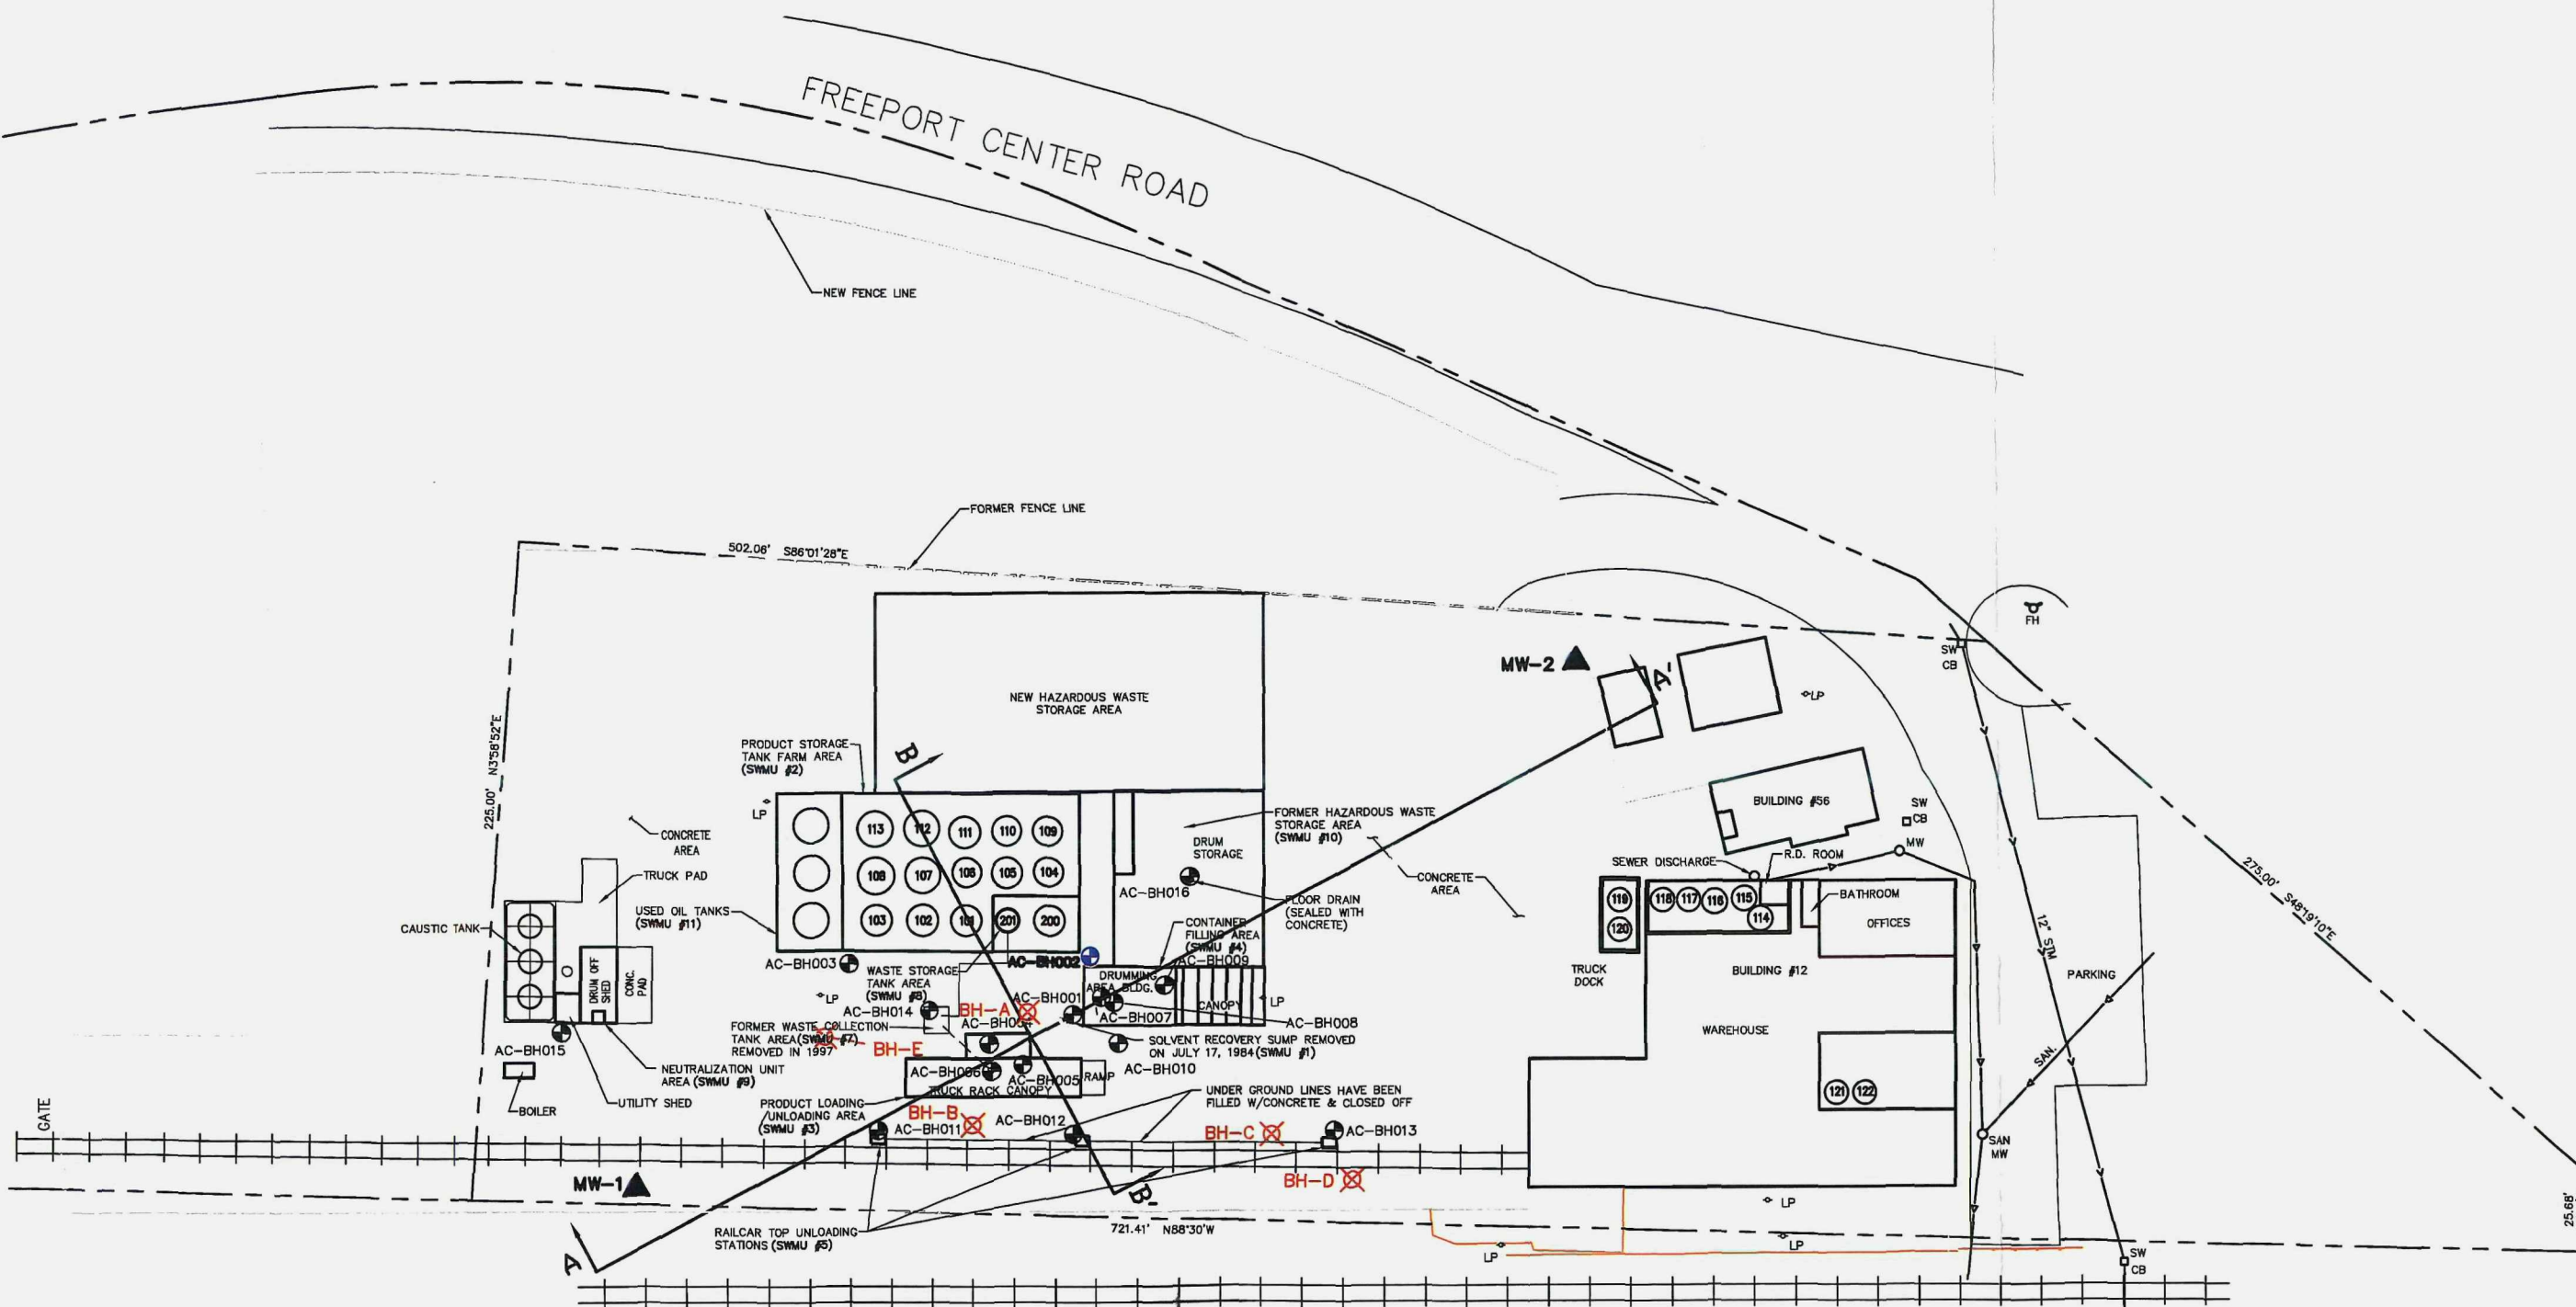 FREEPORT CENTER ROAD
NEW FENCE LINE
FORMER FENCE LINE
502.06' S86°01'28"E
FH
SW
CB
MW-2
A'
LP
NEW HAZARDOUS WASTE
STORAGE AREA
225.00' N3°58'52"E
PRODUCT STORAGE
TANK FARM AREA
(SWMU #2)
B
LP
BUILDING #56
SW
CB
MW
CONCRETE
AREA
113
112
111
110
109
FORMER HAZARDOUS WASTE
STORAGE AREA
(SWMU #10)
DRUM
STORAGE
SEWER DISCHARGE
R.D. ROOM
275.00' S48°19'10"E
TRUCK PAD
108
107
106
105
104
AC-BH016
CONCRETE
AREA
BATHROOM
OFFICES
119
120
118
117
116
115
114
USED OIL TANKS
(SWMU #11)
103
102
101
201
200
FLOOR DRAIN
(SEALED WITH
CONCRETE)
CAUSTIC TANK
CONTAINER
FILLING AREA
(SWMU #4)
12" STM
AC-BH003
AC-BH002
AC-BH009
WASTE STORAGE
TANK AREA
(SWMU #8)
DRUMMING
AREA BLDG.
TRUCK
DOCK
BUILDING #12
PARKING
DRUM OFF
SHED
CONC.
PAD
LP
AC-BH001
CANOPY
LP
AC-BH014
BH-A
AC-BH004
AC-BH007
AC-BH008
WAREHOUSE
FORMER WASTE COLLECTION
TANK AREA(SWMU #7)
REMOVED IN 1997
BH-E
SOLVENT RECOVERY SUMP REMOVED
ON JULY 17, 1984(SWMU #1)
AC-BH015
AC-BH010
SAN.
NEUTRALIZATION UNIT
AREA (SWMU #9)
AC-BH006
AC-BH005
RAMP
TRUCK RACK CANOPY
121
122
BOILER
UTILITY SHED
GATE
PRODUCT LOADING
/UNLOADING AREA
(SWMU #3)
UNDER GROUND LINES HAVE BEEN
FILLED W/CONCRETE & CLOSED OFF
BH-B
AC-BH011
AC-BH012
BH-C
AC-BH013
SAN
MW
MW-1
BH-D
B'
LP
RAILCAR TOP UNLOADING
STATIONS (SWMU #5)
721.41' N88°30'W
LP
LP
A
SW
CB
25.68'